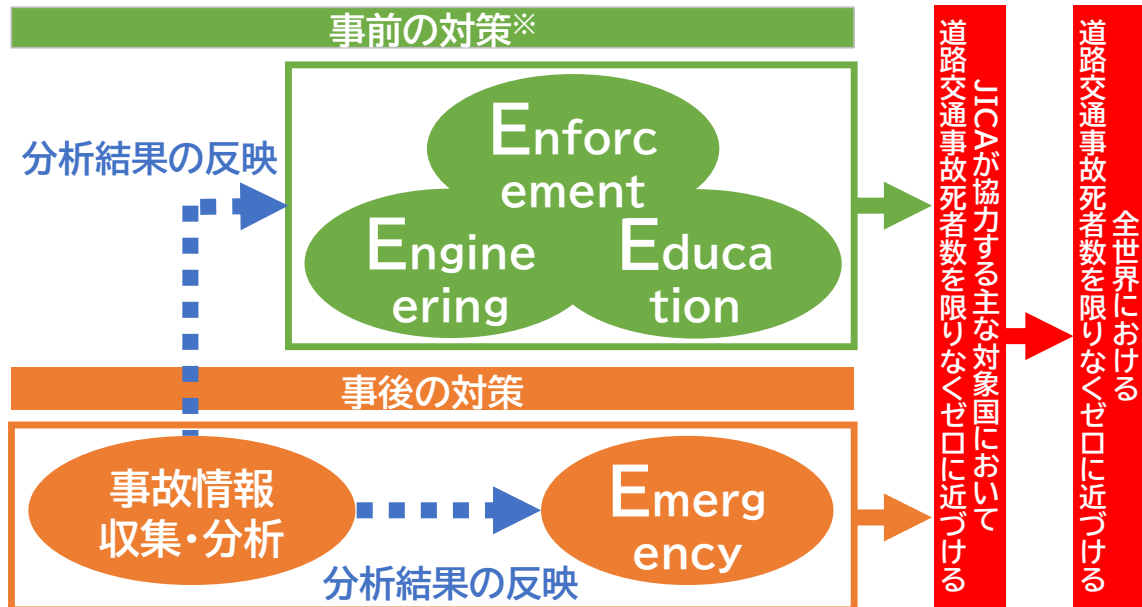 事前の対策※
分析結果の反映
Enforc
ement
Engine
ering
Educa
tion
事後の対策
事故情報
収集・分析
分析結果の反映
Emerg
ency
JICAが協力する主な対象国において
道路交通事故死者数を限りなくゼロに近づける
全世界における
道路交通事故死者数を限りなくゼロに近づける